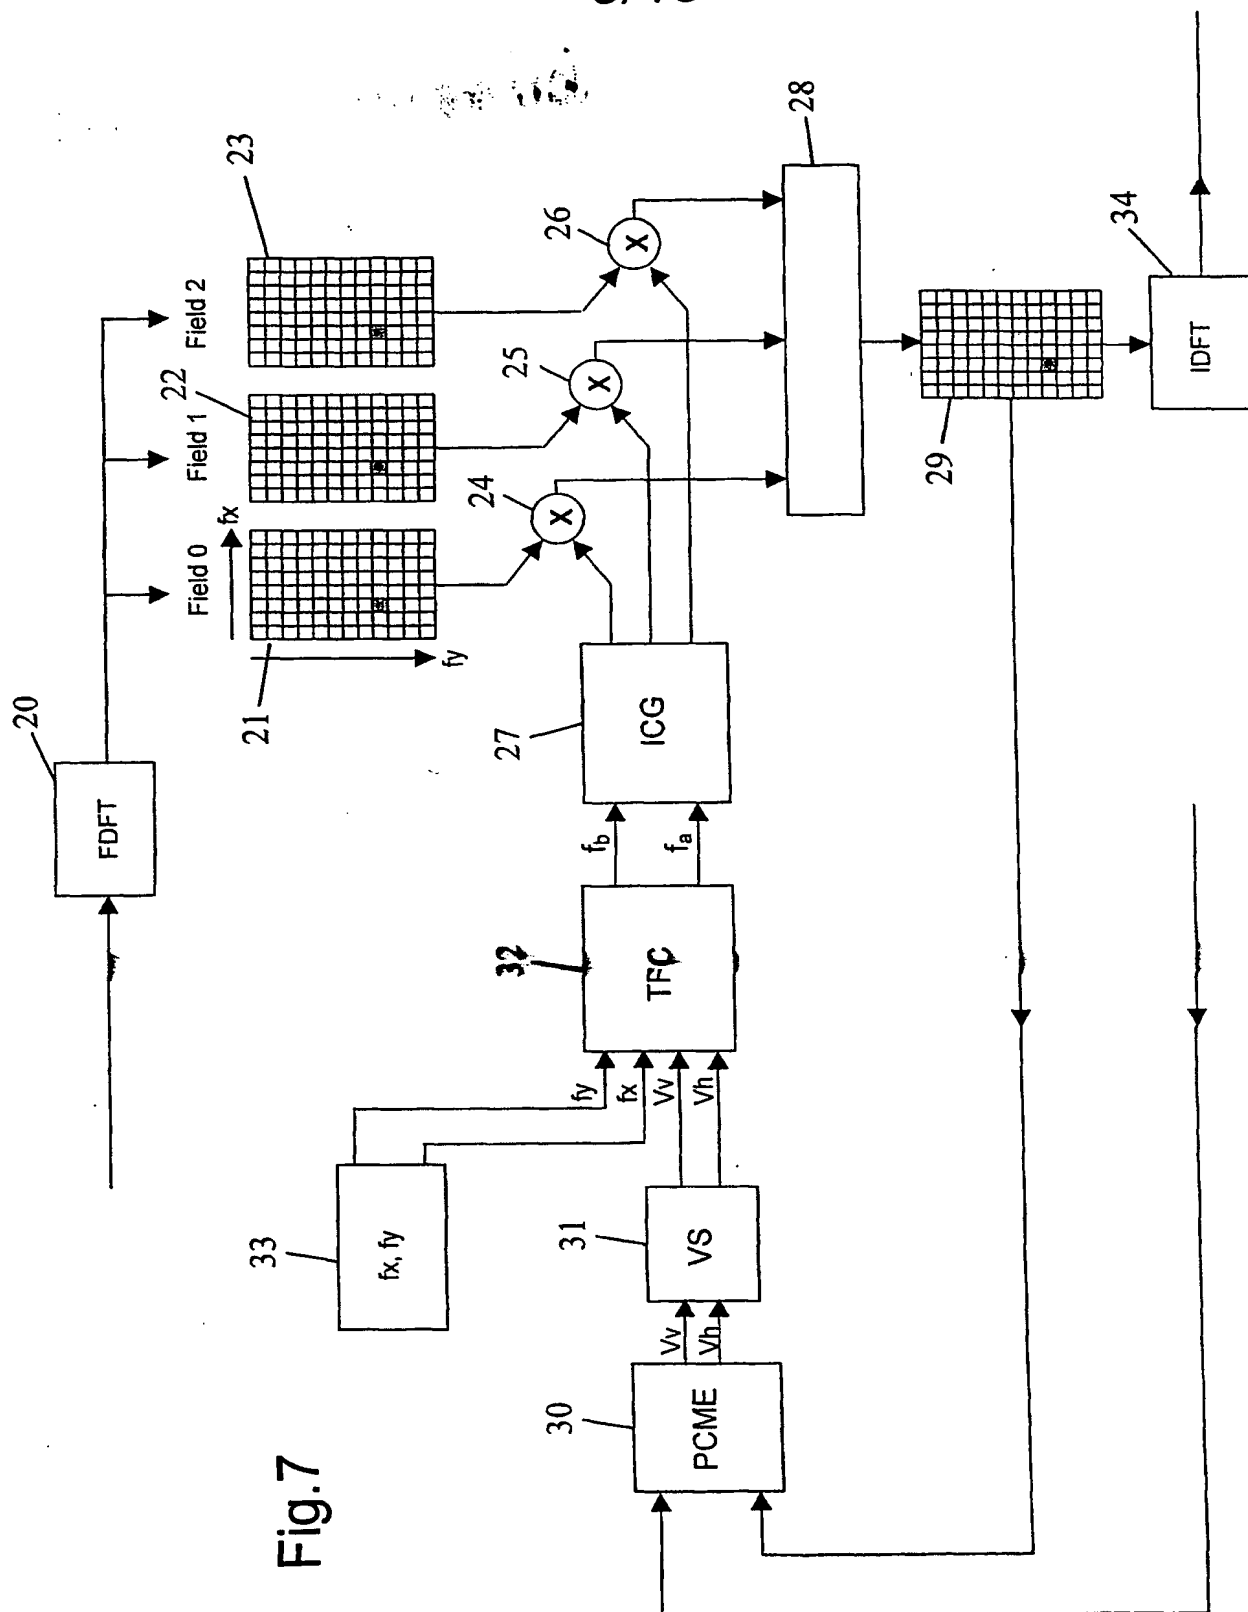 Fig.7
20
FDFT
Field 0
Field 1
Field 2
fx
fy
21
22
23
24
X
25
X
26
X
27
ICG
28
29
fb
fa
32
TFC
fy
fx
Vv
Vh
33
fx, fy
31
VS
Vv
Vh
30
PCME
34
IDFT